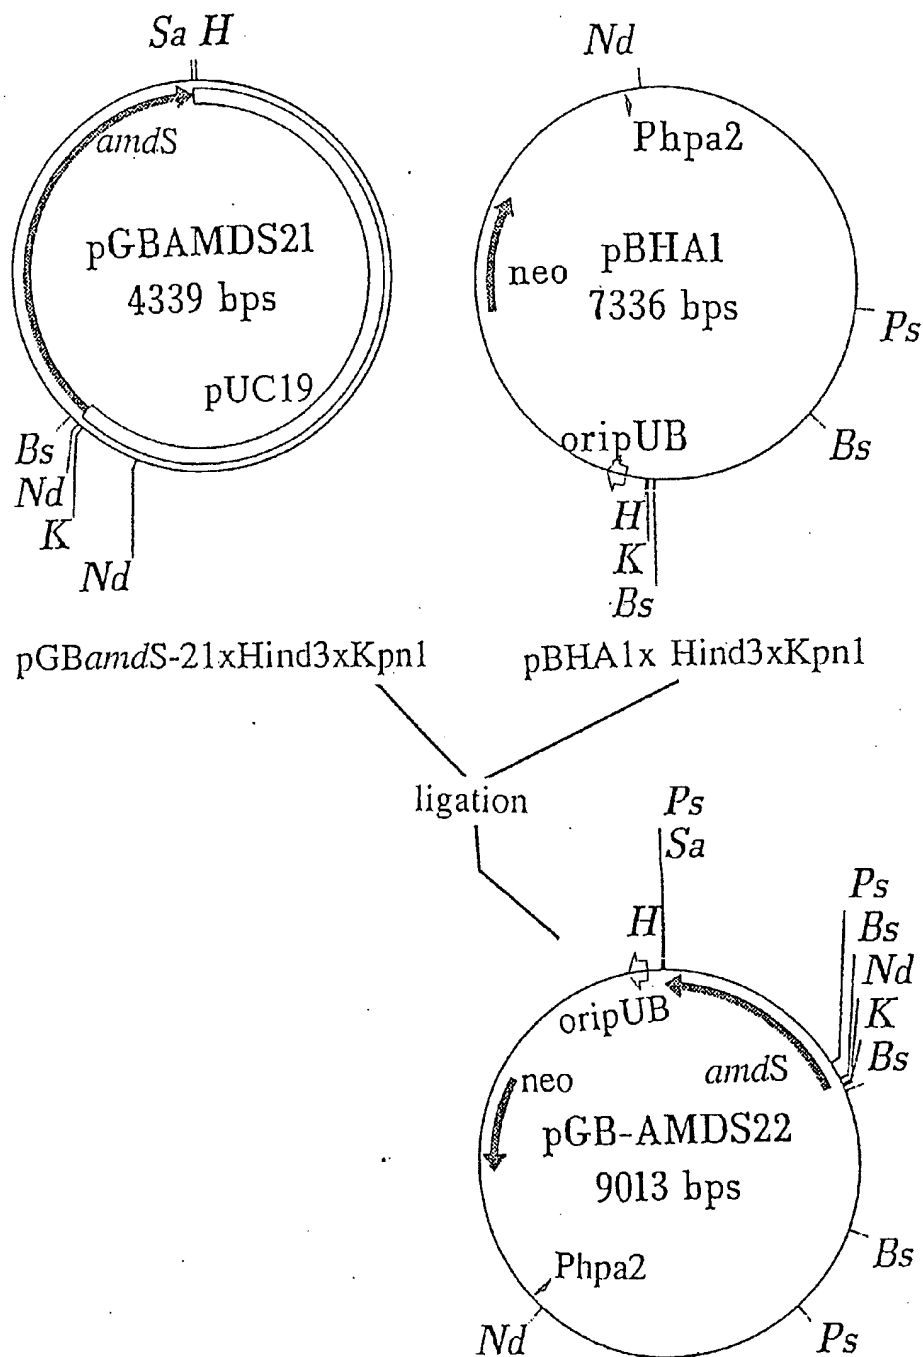 Sa H
amdS
pGBAMDS21
4339 bps
pUC19
Bs
Nd
K
Nd
Nd
Phpa2
neo
pBHA1
7336 bps
Ps
Bs
oripUB
H
K
Bs
pGBamdS-21xHind3xKpn1
pBHA1x Hind3xKpn1
ligation
Ps
Sa
H
Ps
Bs
Nd
K
Bs
oripUB
amdS
neo
pGB-AMDS22
9013 bps
Phpa2
Bs
Nd
Ps